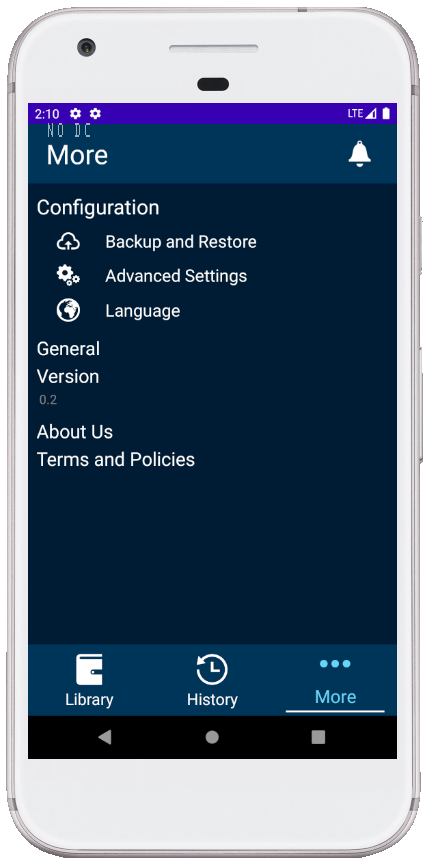 2:10 LTE
NO DC
More
Configuration
Backup and Restore
Advanced Settings
Language
General
Version
0.2
About Us
Terms and Policies
Library History More